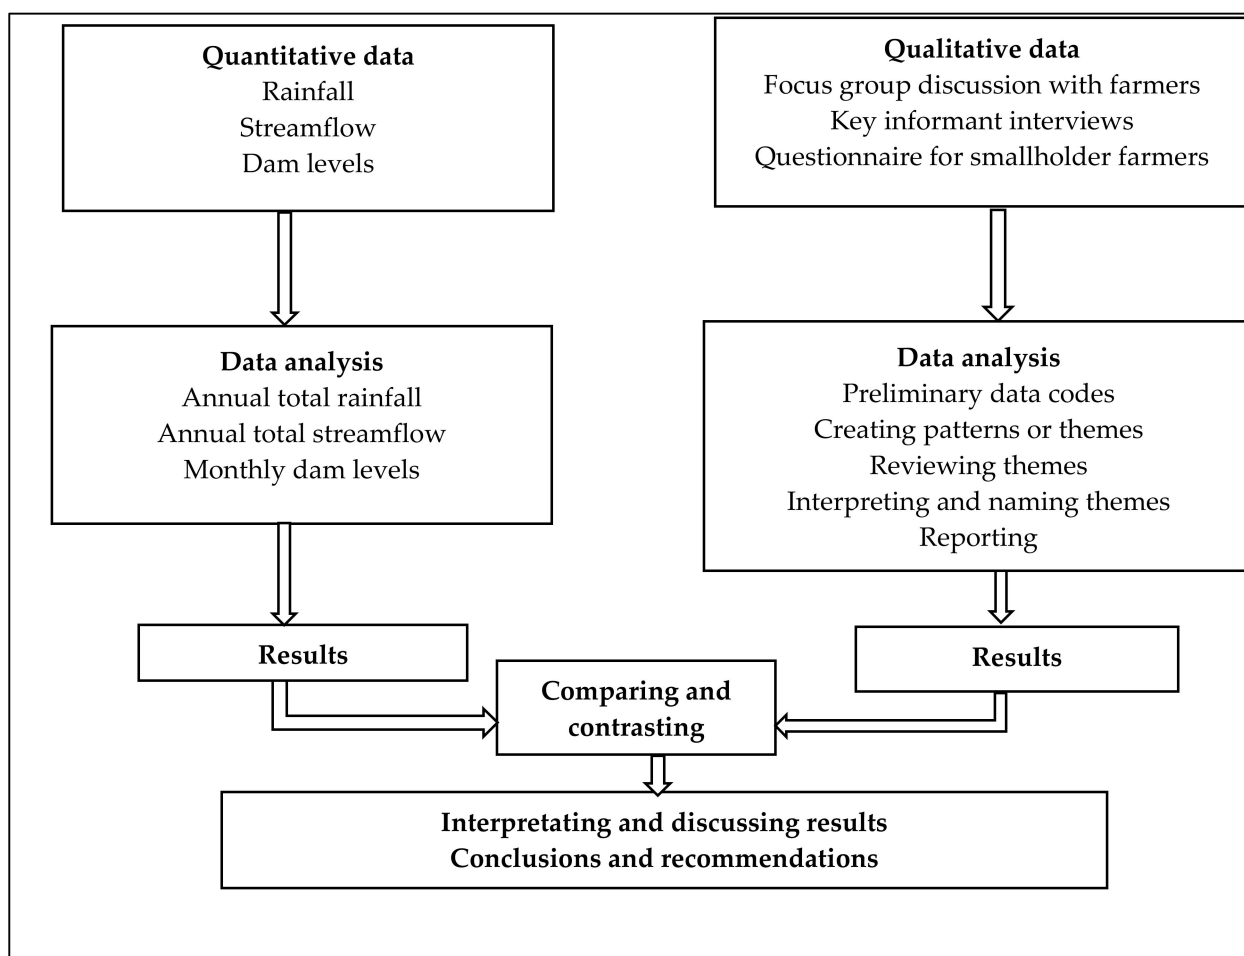 Quantitative data
Rainfall
Streamflow
Dam levels
Qualitative data
Focus group discussion with farmers
Key informant interviews
Questionnaire for smallholder farmers
Data analysis
Annual total rainfall
Annual total streamflow
Monthly dam levels
Data analysis
Preliminary data codes
Creating patterns or themes
Reviewing themes
Interpreting and naming themes
Reporting
Results
Results
Comparing and
contrasting
Interpretating and discussing results
Conclusions and recommendations